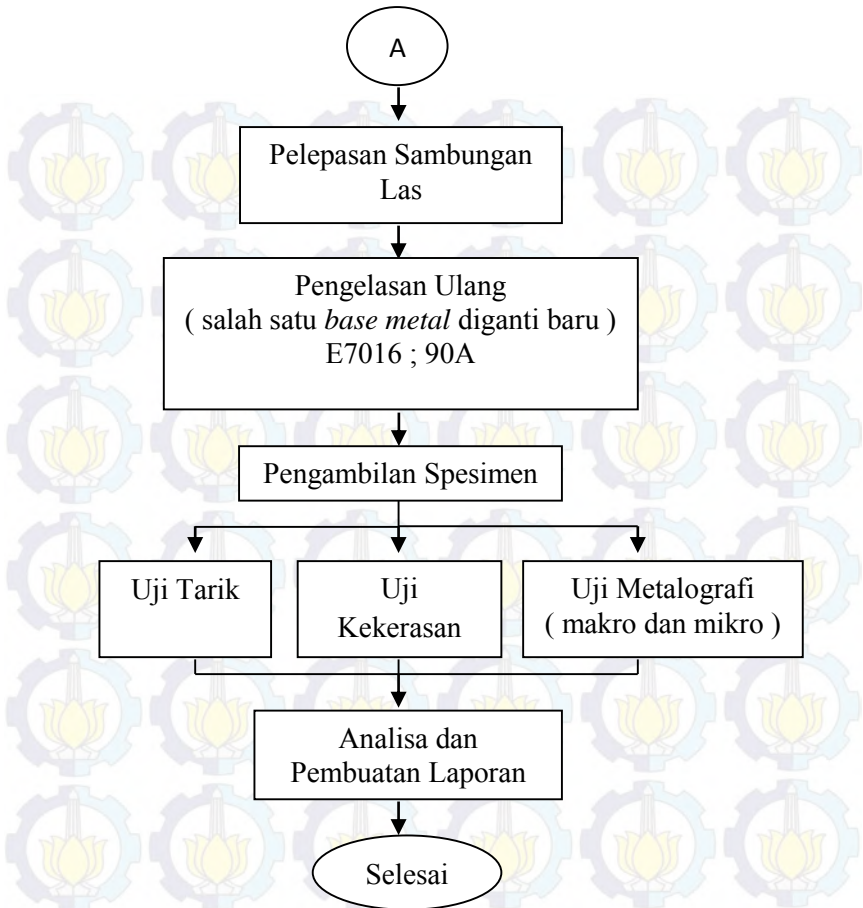 A
Pelepasan Sambungan
Las
Pengelasan Ulang
( salah satu base metal diganti baru )
E7016 ; 90A
Pengambilan Spesimen
Uji Tarik
Uji
Kekerasan
Uji Metalografi
( makro dan mikro )
Analisa dan
Pembuatan Laporan
Selesai